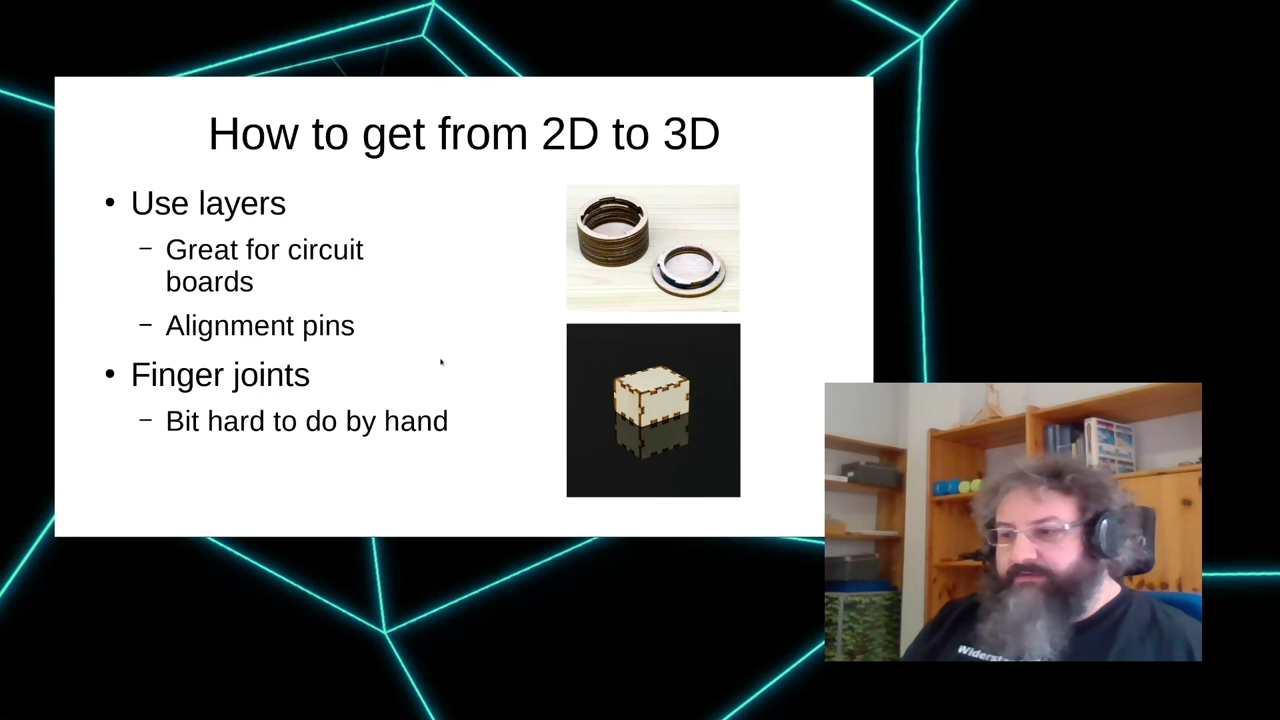 How to get from 2D to 3D
• Use layers
– Great for circuit
boards
– Alignment pins
• Finger joints
– Bit hard to do by hand